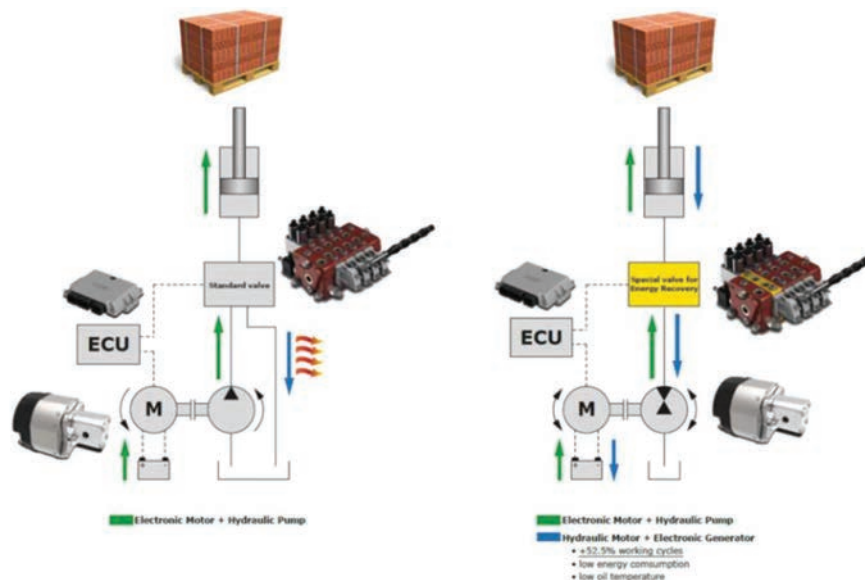 Standard valve
ECU
M
+ -
Electronic Motor + Hydraulic Pump
Special valve for
Energy Recovery
ECU
M
+ -
Electronic Motor + Hydraulic Pump
Hydraulic Motor + Electronic Generator
• +52.5% working cycles
• low energy comsumption
• low oil temperature